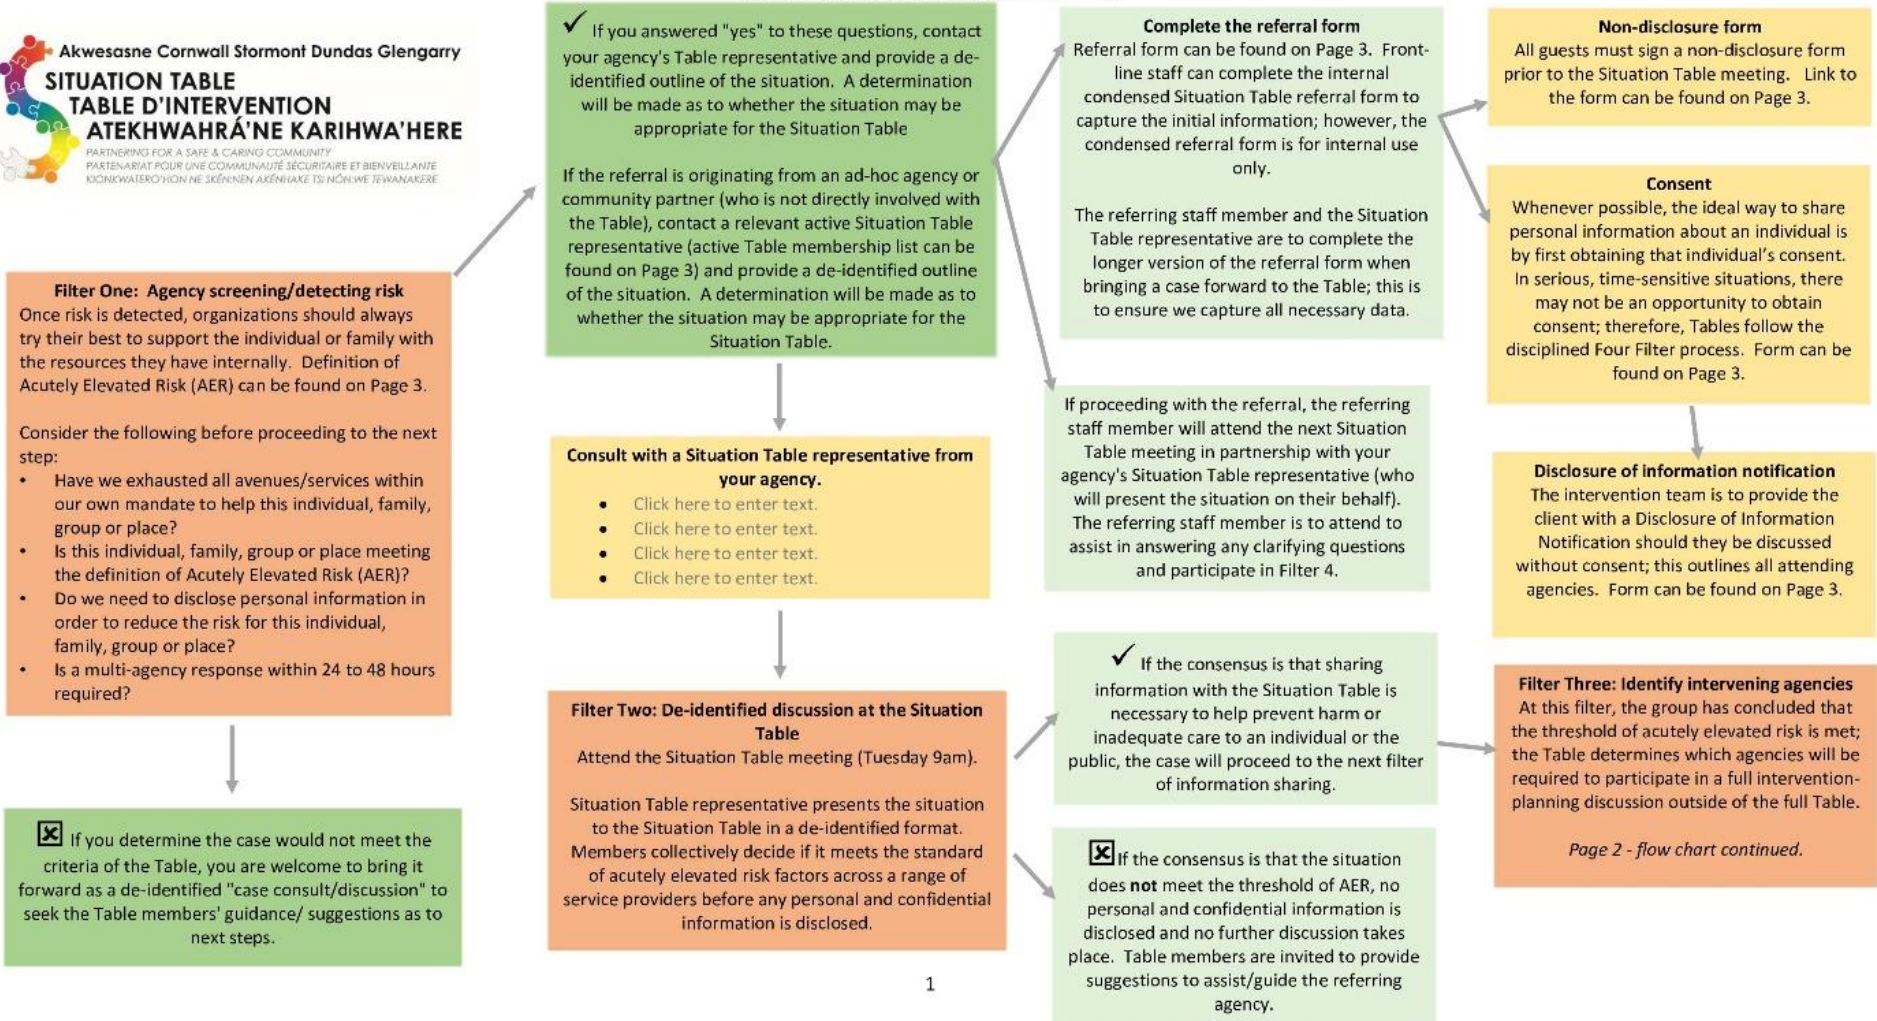 Akwesasne Cornwall Stormont Dundas Glengarry
SITUATION TABLE
TABLE D'INTERVENTION
ATEKHWAHRÁ'NE KARIHWA'HERE
PARTNERING FOR A SAFE & CARING COMMUNITY
PARTENARIAT POUR UNE COMMUNAUTÉ SÉCURITAIRE ET BIENVEILLANTE
Filter One: Agency screening/detecting risk
Once risk is detected, organizations should always
try their best to support the individual or family with
the resources they have internally. Definition of
Acutely Elevated Risk (AER) can be found on Page 3.
Consider the following before proceeding to the next
step:
• Have we exhausted all avenues/services within
our own mandate to help this individual, family,
group or place?
• Is this individual, family, group or place meeting
the definition of Acutely Elevated Risk (AER)?
• Do we need to disclose personal information in
order to reduce the risk for this individual,
family, group or place?
• Is a multi-agency response within 24 to 48 hours
required?
☒ If you determine the case would not meet the
criteria of the Table, you are welcome to bring it
forward as a de-identified "case consult/discussion" to
seek the Table members' guidance/ suggestions as to
next steps.
✓ If you answered "yes" to these questions, contact
your agency's Table representative and provide a de-
identified outline of the situation. A determination
will be made as to whether the situation may be
appropriate for the Situation Table
If the referral is originating from an ad-hoc agency or
community partner (who is not directly involved with
the Table), contact a relevant active Situation Table
representative (active Table membership list can be
found on Page 3) and provide a de-identified outline
of the situation. A determination will be made as to
whether the situation may be appropriate for the
Situation Table.
Consult with a Situation Table representative from
your agency.
• Click here to enter text.
• Click here to enter text.
• Click here to enter text.
• Click here to enter text.
Filter Two: De-identified discussion at the Situation
Table
Attend the Situation Table meeting (Tuesday 9am).
Situation Table representative presents the situation
to the Situation Table in a de-identified format.
Members collectively decide if it meets the standard
of acutely elevated risk factors across a range of
service providers before any personal and confidential
information is disclosed.
Complete the referral form
Referral form can be found on Page 3. Front-
line staff can complete the internal
condensed Situation Table referral form to
capture the initial information; however, the
condensed referral form is for internal use
only.
The referring staff member and the Situation
Table representative are to complete the
longer version of the referral form when
bringing a case forward to the Table; this is
to ensure we capture all necessary data.
If proceeding with the referral, the referring
staff member will attend the next Situation
Table meeting in partnership with your
agency's Situation Table representative (who
will present the situation on their behalf).
The referring staff member is to attend to
assist in answering any clarifying questions
and participate in Filter 4.
✓ If the consensus is that sharing
information with the Situation Table is
necessary to help prevent harm or
inadequate care to an individual or the
public, the case will proceed to the next filter
of information sharing.
☒ If the consensus is that the situation
does not meet the threshold of AER, no
personal and confidential information is
disclosed and no further discussion takes
place. Table members are invited to provide
suggestions to assist/guide the referring
agency.
Non-disclosure form
All guests must sign a non-disclosure form
prior to the Situation Table meeting. Link to
the form can be found on Page 3.
Consent
Whenever possible, the ideal way to share
personal information about an individual is
by first obtaining that individual's consent.
In serious, time-sensitive situations, there
may not be an opportunity to obtain
consent; therefore, Tables follow the
disciplined Four Filter process. Form can be
found on Page 3.
Disclosure of information notification
The intervention team is to provide the
client with a Disclosure of Information
Notification should they be discussed
without consent; this outlines all attending
agencies. Form can be found on Page 3.
Filter Three: Identify intervening agencies
At this filter, the group has concluded that
the threshold of acutely elevated risk is met;
the Table determines which agencies will be
required to participate in a full intervention-
planning discussion outside of the full Table.
Page 2 - flow chart continued.
1